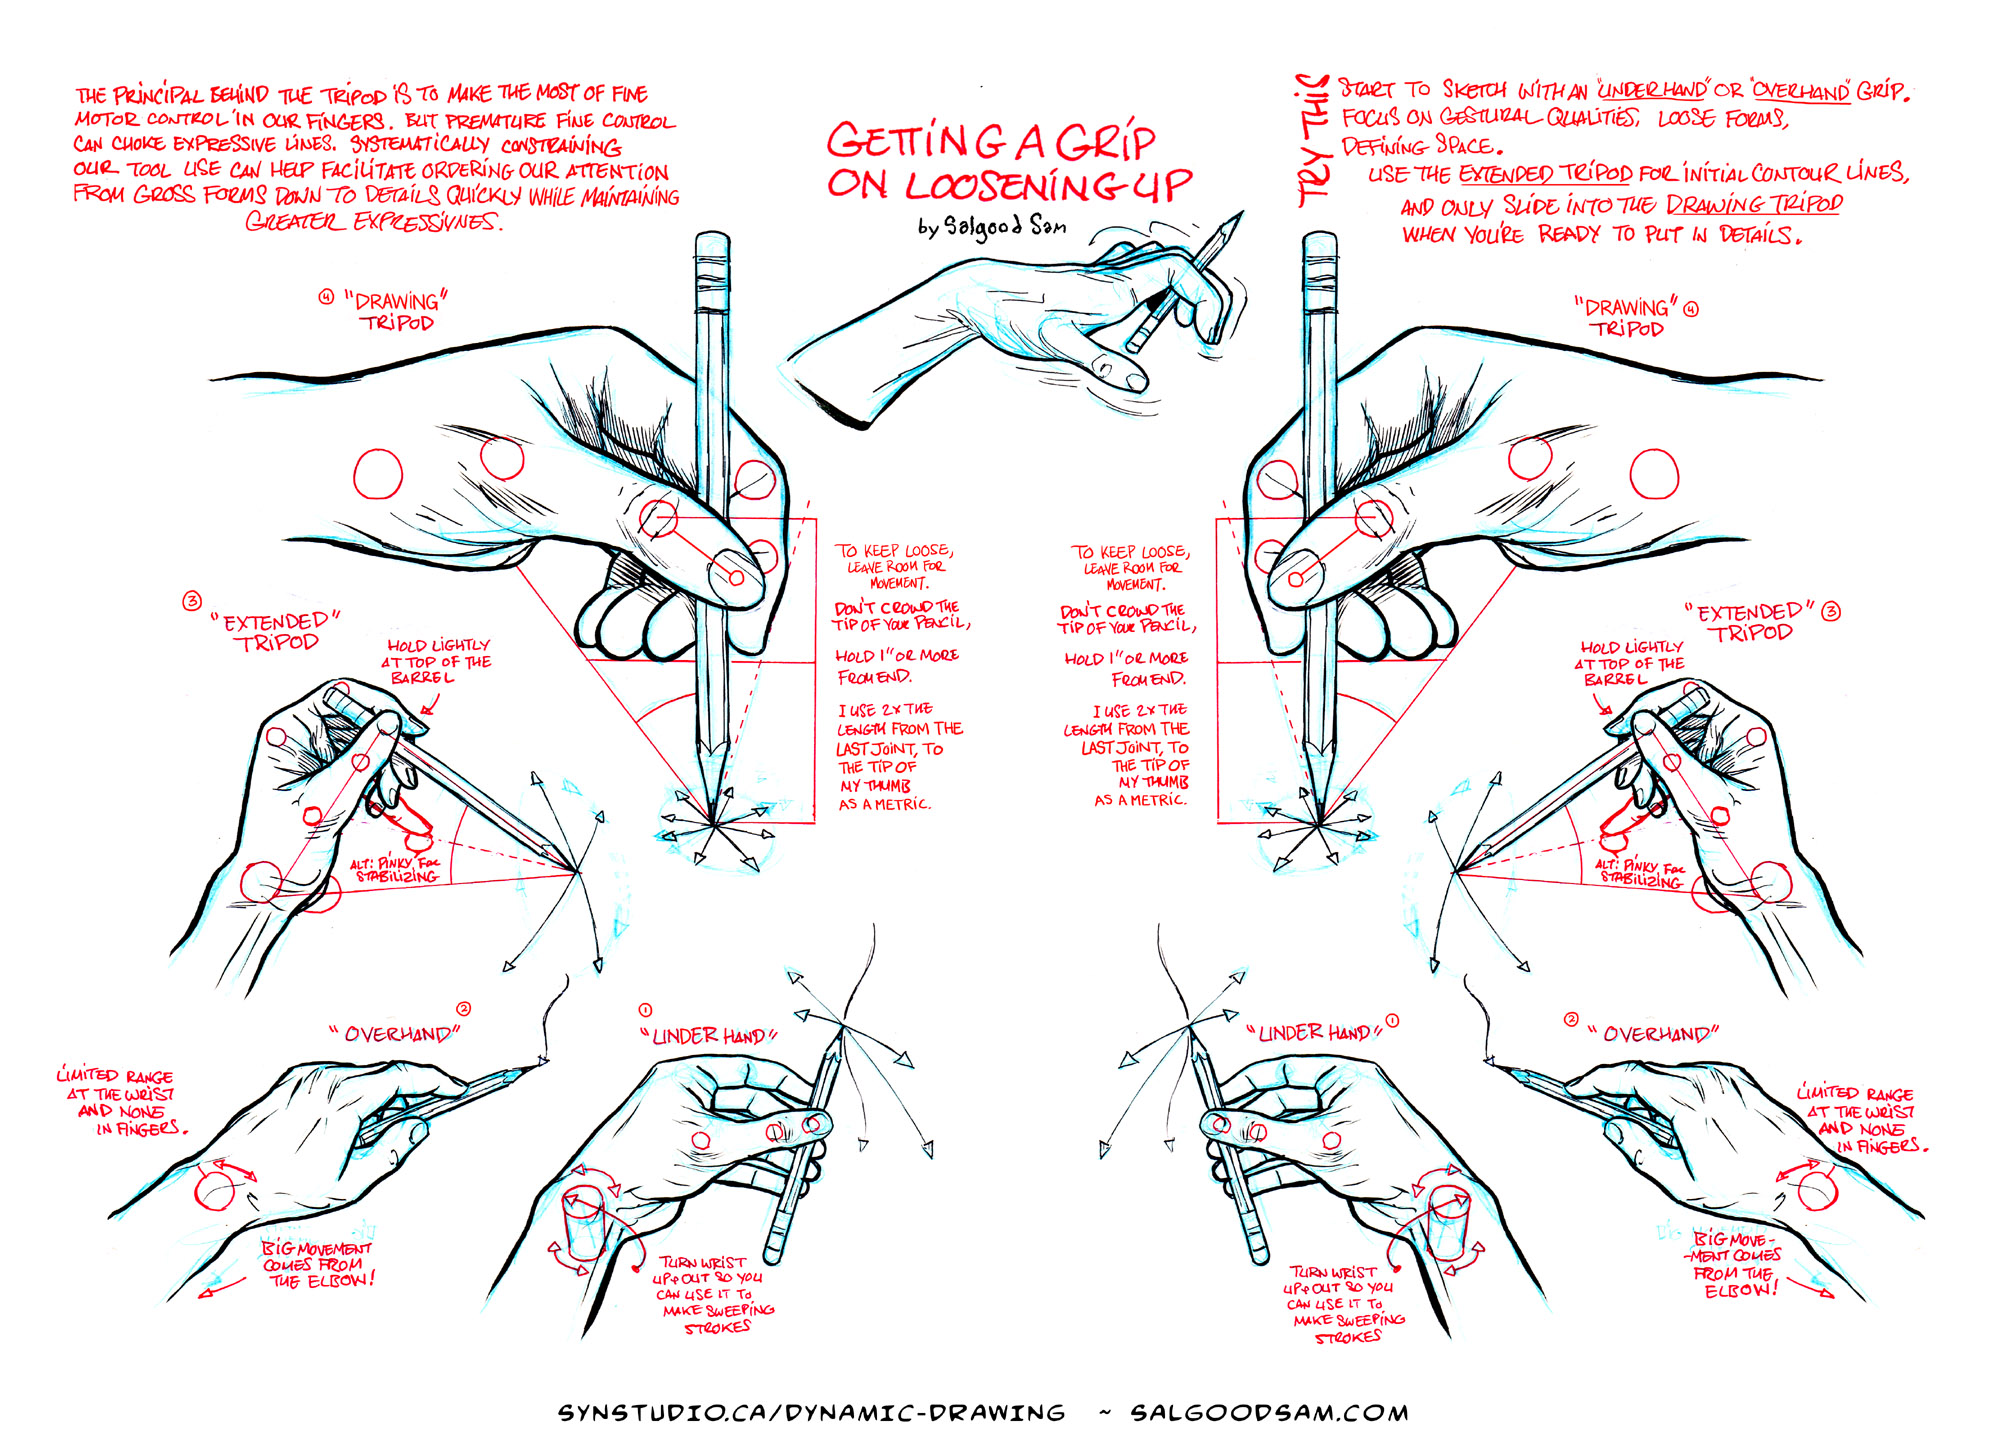 THE PRINCIPAL BEHIND THE TRIPOD IS TO MAKE THE MOST OF FINE
MOTOR CONTROL IN OUR FINGERS. BUT PREMATURE FINE CONTROL
CAN CHOKE EXPRESSIVE LINES. SYSTEMATICALLY CONSTRAINING
OUR TOOL USE CAN HELP FACILITATE ORDERING OUR ATTENTION
FROM GROSS FORMS DOWN TO DETAILS QUICKLY WHILE MAINTAINING
GREATER EXPRESSIVNES.
GETTING A GRIP
ON LOOSENING UP
by Salgood Sam
TRY THIS
START TO SKETCH WITH AN "UNDERHAND" OR "OVERHAND" GRIP.
FOCUS ON GESTURAL QUALITIES, LOOSE FORMS,
DEFINING SPACE.
USE THE EXTENDED TRIPOD FOR INITIAL CONTOUR LINES,
AND ONLY SLIDE INTO THE DRAWING TRIPOD
WHEN YOU'RE READY TO PUT IN DETAILS.
④ "DRAWING"
TRIPOD
"DRAWING" ④
TRIPOD
TO KEEP LOOSE,
LEAVE ROOM FOR
MOVEMENT.
DON'T CROWD THE
TIP OF YOUR PENCIL,
HOLD 1" OR MORE
FROM END.
I USE 2x THE
LENGTH FROM THE
LAST JOINT, TO
THE TIP OF
MY THUMB
AS A METRIC.
TO KEEP LOOSE,
LEAVE ROOM FOR
MOVEMENT.
DON'T CROWD THE
TIP OF YOUR PENCIL,
HOLD 1" OR MORE
FROM END.
I USE 2x THE
LENGTH FROM THE
LAST JOINT, TO
THE TIP OF
MY THUMB
AS A METRIC.
③
"EXTENDED"
TRIPOD
HOLD LIGHTLY
AT TOP OF THE
BARREL
ALT: PINKY FOR
STABILIZING
"EXTENDED" ③
TRIPOD
HOLD LIGHTLY
AT TOP OF THE
BARREL
ALT: PINKY FOR
STABILIZING
②
"OVERHAND"
LIMITED RANGE
AT THE WRIST
AND NONE
IN FINGERS.
BIG MOVEMENT
COMES FROM
THE ELBOW!
①
"UNDER HAND"
TURN WRIST
UP + OUT SO YOU
CAN USE IT TO
MAKE SWEEPING
STROKES
"UNDER HAND" ①
TURN WRIST
UP + OUT SO YOU
CAN USE IT TO
MAKE SWEEPING
STROKES
② "OVERHAND"
LIMITED RANGE
AT THE WRIST
AND NONE
IN FINGERS.
BIG MOVE-
-MENT COMES
FROM THE
ELBOW!
SYNSTUDIO.CA/DYNAMIC-DRAWING ~ SALGOODSAM.COM